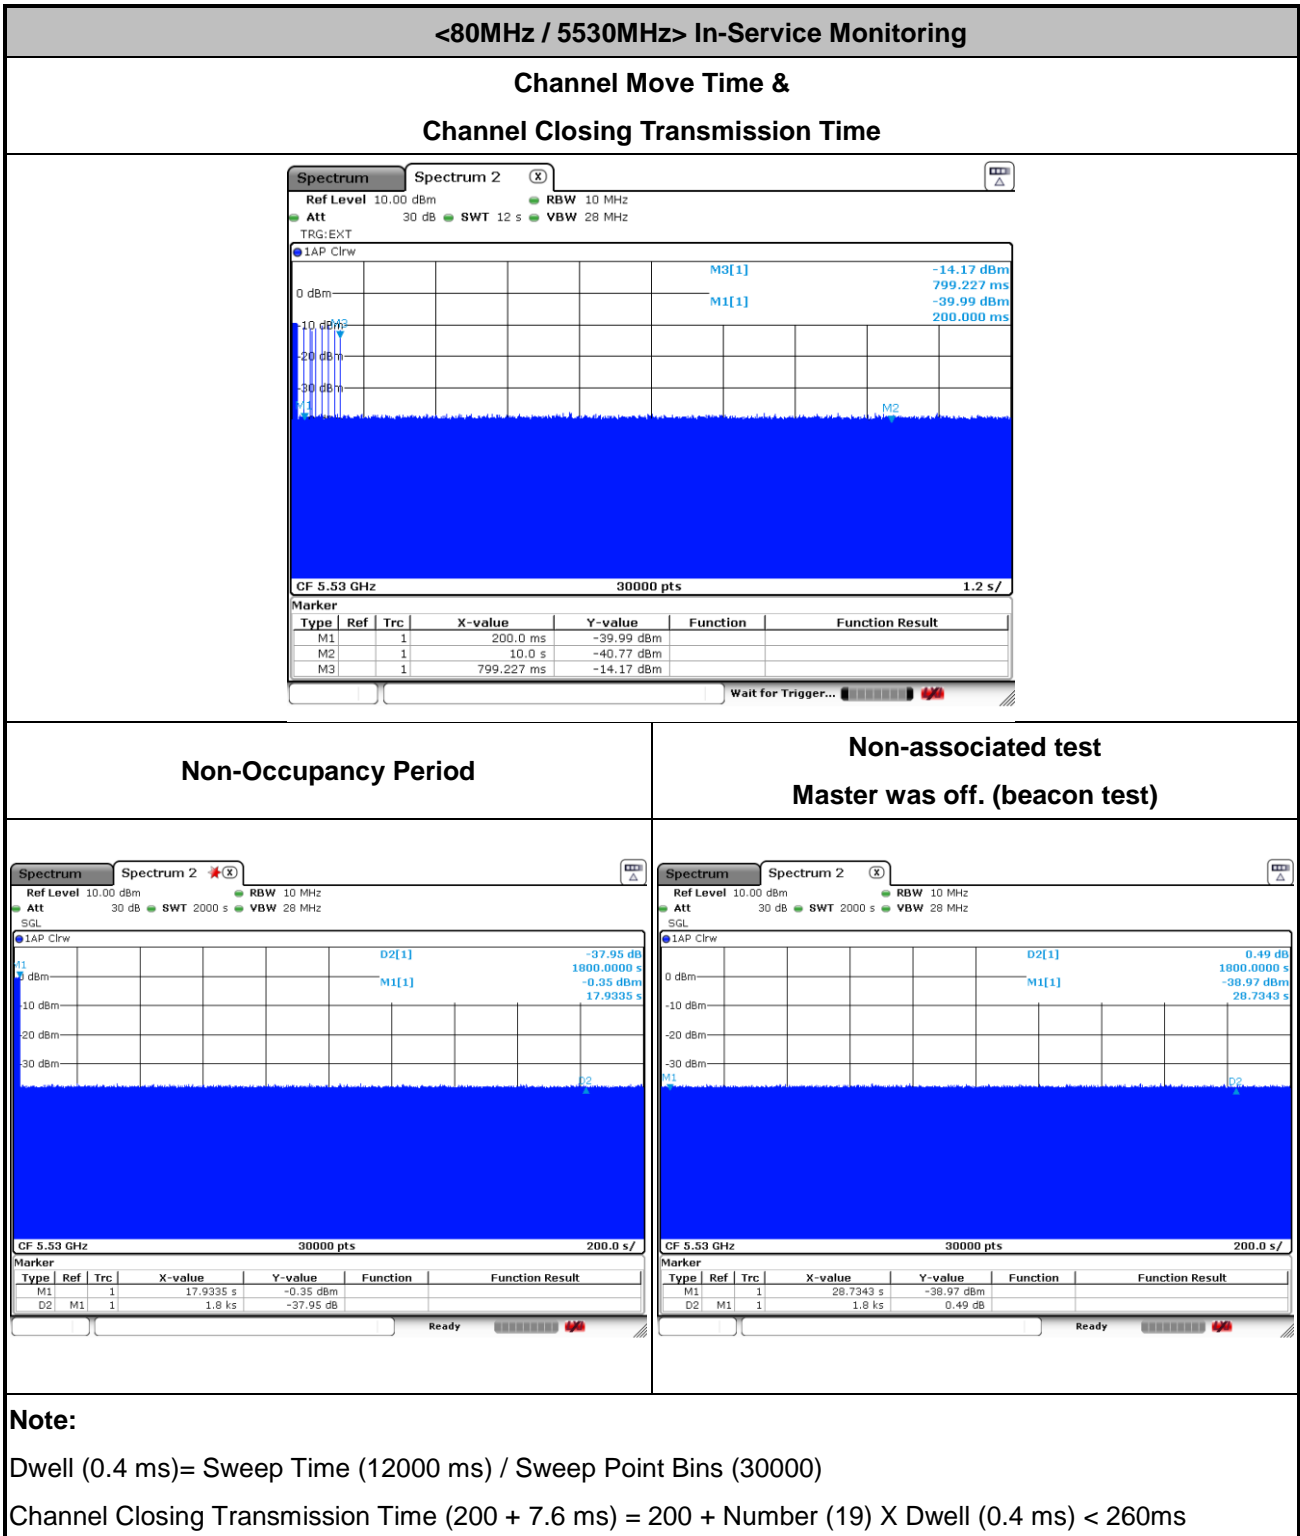 <80MHz / 5530MHz> In-Service Monitoring
Channel Move Time &
Channel Closing Transmission Time
Spectrum Spectrum 2 X
Ref Level 10.00 dBm RBW 10 MHz
Att 30 dB SWT 12 s VBW 28 MHz
TRG:EXT
1AP Clrw
M3[1] -14.17 dBm
799.227 ms
0 dBm
M1[1] -39.99 dBm
200.000 ms
-10 dBm
M3
-20 dBm
-30 dBm
M1
M2
CF 5.53 GHz 30000 pts 1.2 s/
Marker
Type Ref Trc X-value Y-value Function Function Result
M1 1 200.0 ms -39.99 dBm
M2 1 10.0 s -40.77 dBm
M3 1 799.227 ms -14.17 dBm
Wait for Trigger...
Non-Occupancy Period
Non-associated test
Master was off. (beacon test)
Spectrum Spectrum 2 X
Ref Level 10.00 dBm RBW 10 MHz
Att 30 dB SWT 2000 s VBW 28 MHz
SGL
1AP Clrw
D2[1] -37.95 dB
1800.0000 s
M1
0 dBm
M1[1] -0.35 dBm
17.9335 s
-10 dBm
-20 dBm
-30 dBm
D2
CF 5.53 GHz 30000 pts 200.0 s/
Marker
Type Ref Trc X-value Y-value Function Function Result
M1 1 17.9335 s -0.35 dBm
D2 M1 1 1.8 ks -37.95 dB
Ready
Spectrum Spectrum 2 X
Ref Level 10.00 dBm RBW 10 MHz
Att 30 dB SWT 2000 s VBW 28 MHz
SGL
1AP Clrw
D2[1] 0.49 dB
1800.0000 s
0 dBm
M1[1] -38.97 dBm
28.7343 s
-10 dBm
-20 dBm
-30 dBm
M1
D2
CF 5.53 GHz 30000 pts 200.0 s/
Marker
Type Ref Trc X-value Y-value Function Function Result
M1 1 28.7343 s -38.97 dBm
D2 M1 1 1.8 ks 0.49 dB
Ready
Note:
Dwell (0.4 ms)= Sweep Time (12000 ms) / Sweep Point Bins (30000)
Channel Closing Transmission Time (200 + 7.6 ms) = 200 + Number (19) X Dwell (0.4 ms) < 260ms